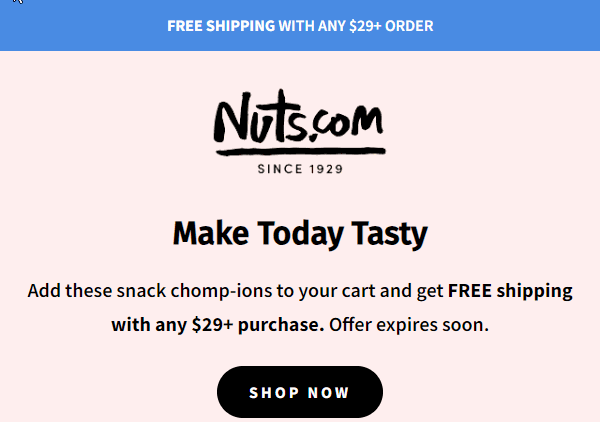 FREE SHIPPING WITH ANY $29+ ORDER
Nuts.com
SINCE 1929
Make Today Tasty
Add these snack chomp-ions to your cart and get FREE shipping
with any $29+ purchase. Offer expires soon.
SHOP NOW